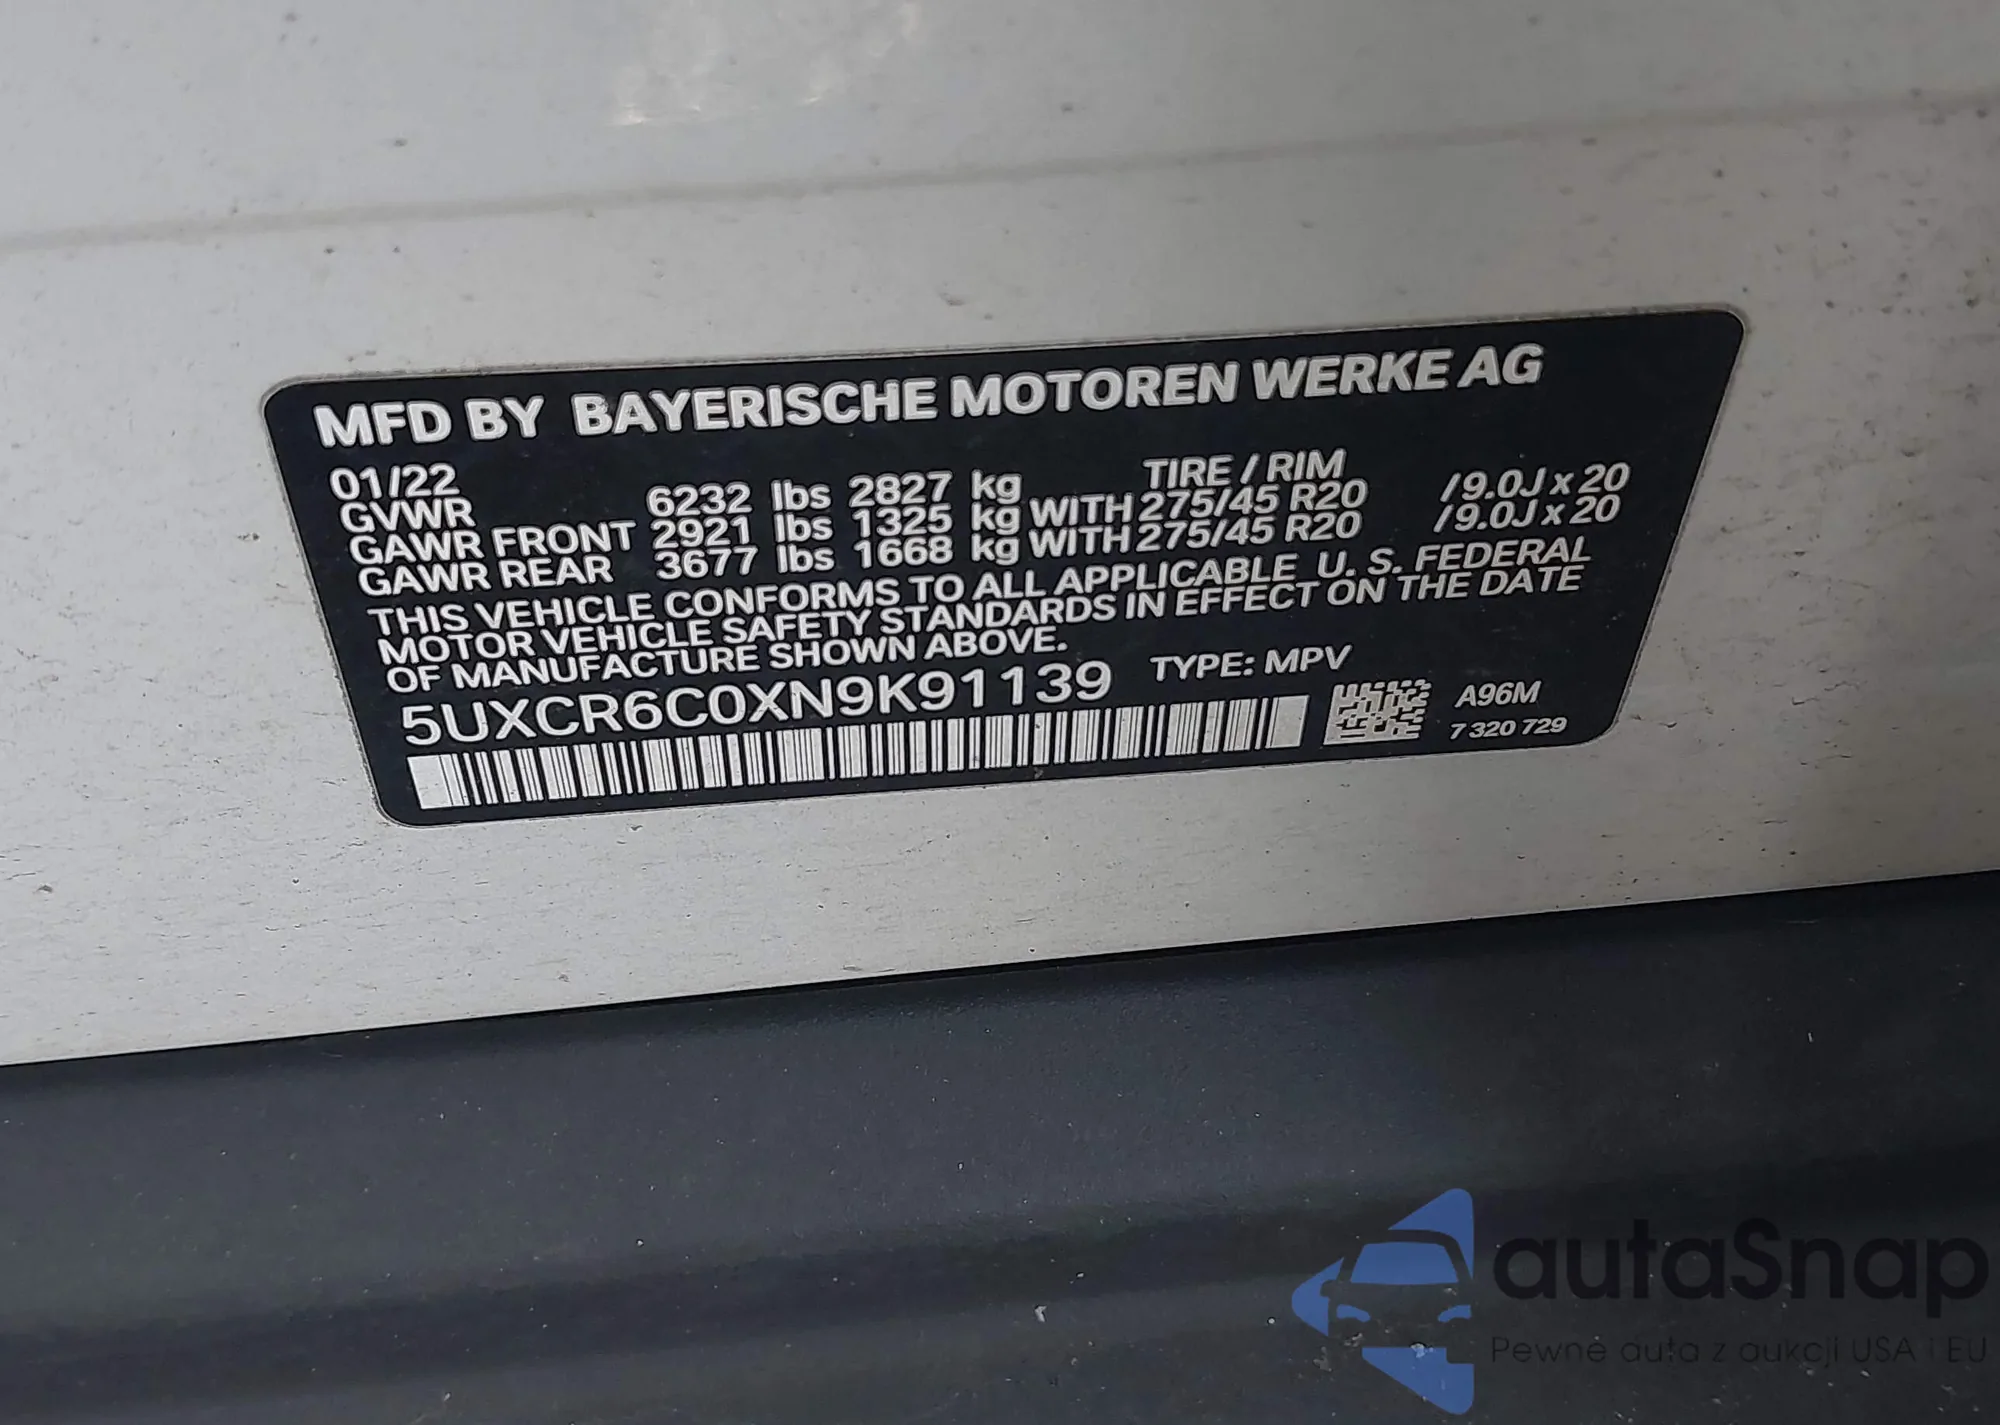 MFD BY BAYERISCHE MOTOREN WERKE AG
01/22 TIRE / RIM
GVWR 6232 lbs 2827 kg
GAWR FRONT 2921 lbs 1325 kg WITH 275/45 R20 /9.0J x 20
GAWR REAR 3677 lbs 1668 kg WITH 275/45 R20 /9.0J x 20
THIS VEHICLE CONFORMS TO ALL APPLICABLE U. S. FEDERAL
MOTOR VEHICLE SAFETY STANDARDS IN EFFECT ON THE DATE
OF MANUFACTURE SHOWN ABOVE.
5UXCR6C0XN9K91139 TYPE: MPV
A96M
7 320 729
autaSnap
Pewne auta z aukcji USA i EU